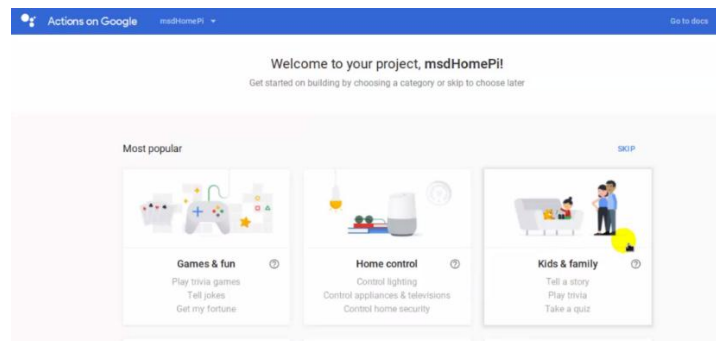 Actions on Google msdHomePi Go to docs
Welcome to your project, msdHomePi!
Get started on building by choosing a category or skip to choose later
Most popular SKIP
Games & fun
Play trivia games
Tell jokes
Get my fortune
Home control
Control lighting
Control appliances & televisions
Control home security
Kids & family
Tell a story
Play trivia
Take a quiz